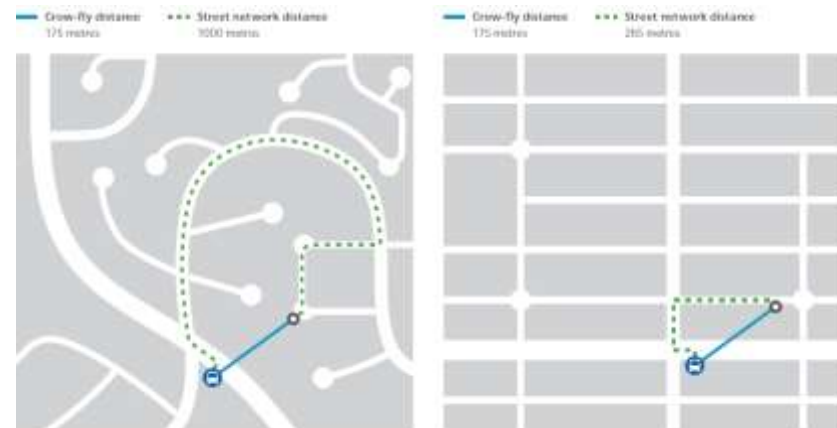 Crow-fly distance
175 metres
Street network distance
1000 metres
Crow-fly distance
175 metres
Street network distance
265 metres